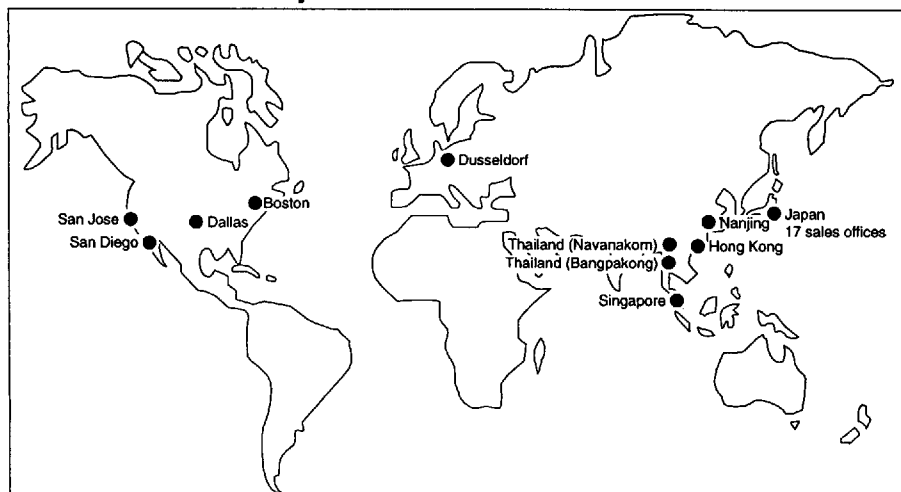 Dusseldorf
Boston
San Jose
Dallas
San Diego
Japan
17 sales offices
Nanjing
Thailand (Navanakorn)
Hong Kong
Thailand (Bangpakong)
Singapore